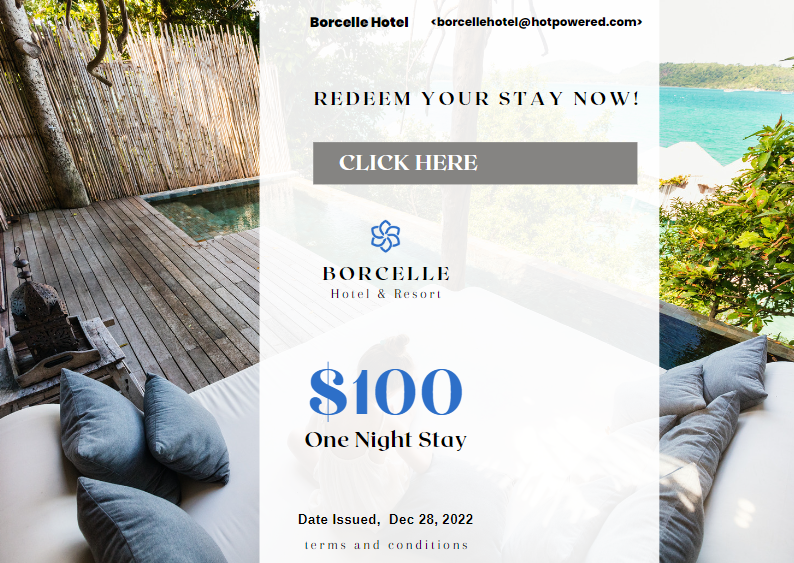 Borcelle Hotel <borcellehotel@hotpowered.com>
REDEEM YOUR STAY NOW!
CLICK HERE
BORCELLE
Hotel & Resort
$100
One Night Stay
Date Issued, Dec 28, 2022
terms and conditions